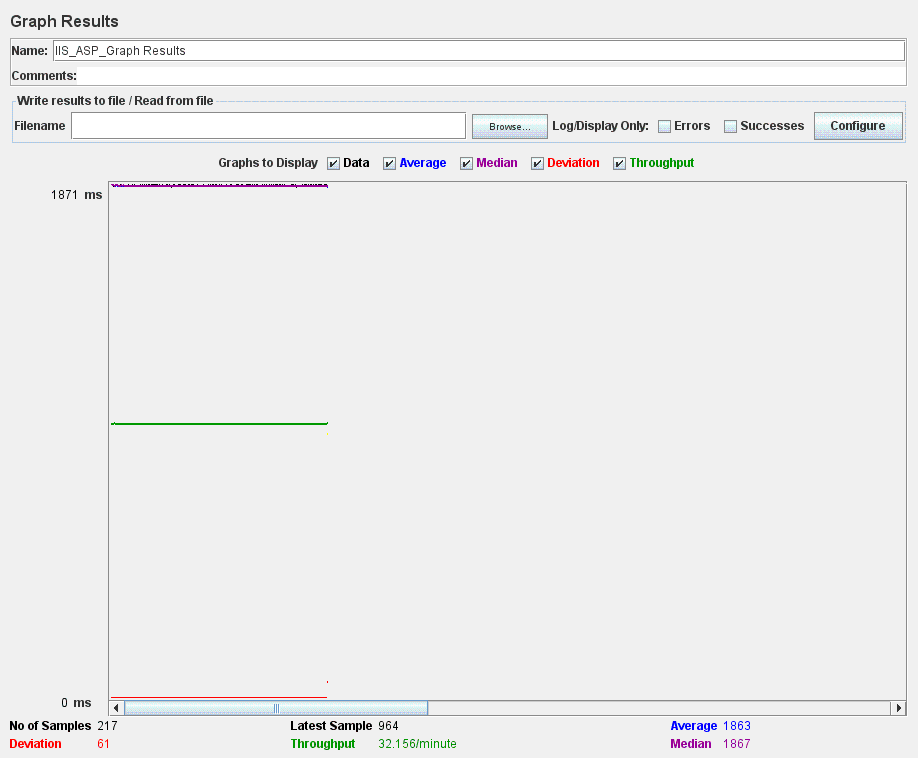 Graph Results
Name: IIS_ASP_Graph Results
Comments:
Write results to file / Read from file
Filename Browse... Log/Display Only: Errors Successes Configure
Graphs to Display Data Average Median Deviation Throughput
1871 ms
0 ms
No of Samples 217 Latest Sample 964 Average 1863
Deviation 61 Throughput 32.156/minute Median 1867